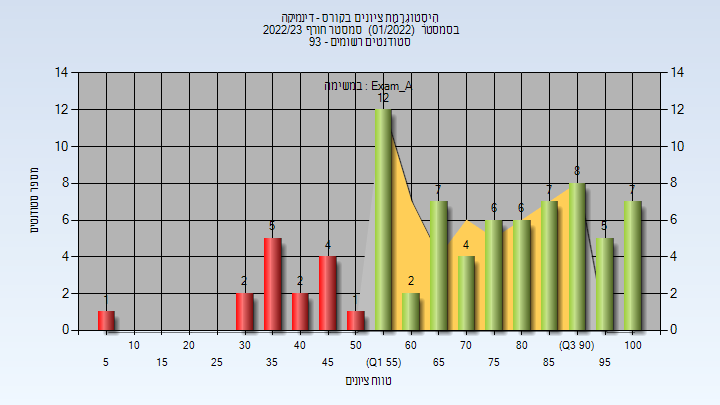 היסטוגרמת ציונים בקורס - דינמיקה
בסמסטר (01/2022) סמסטר חורף 2022/23
סטודנטים רשומים - 93
במשימה : Exam_A
14 14
12 12
10 10
8 8
6 6
4 4
2 2
0 0
מספר סטודנטים
1 2 5 2 4 1 12 2 7 4 6 6 7 8 5 7
10 20 30 40 50 60 70 80 (Q3 90) 100
5 15 25 35 45 (Q1 55) 65 75 85 95
טווח ציונים